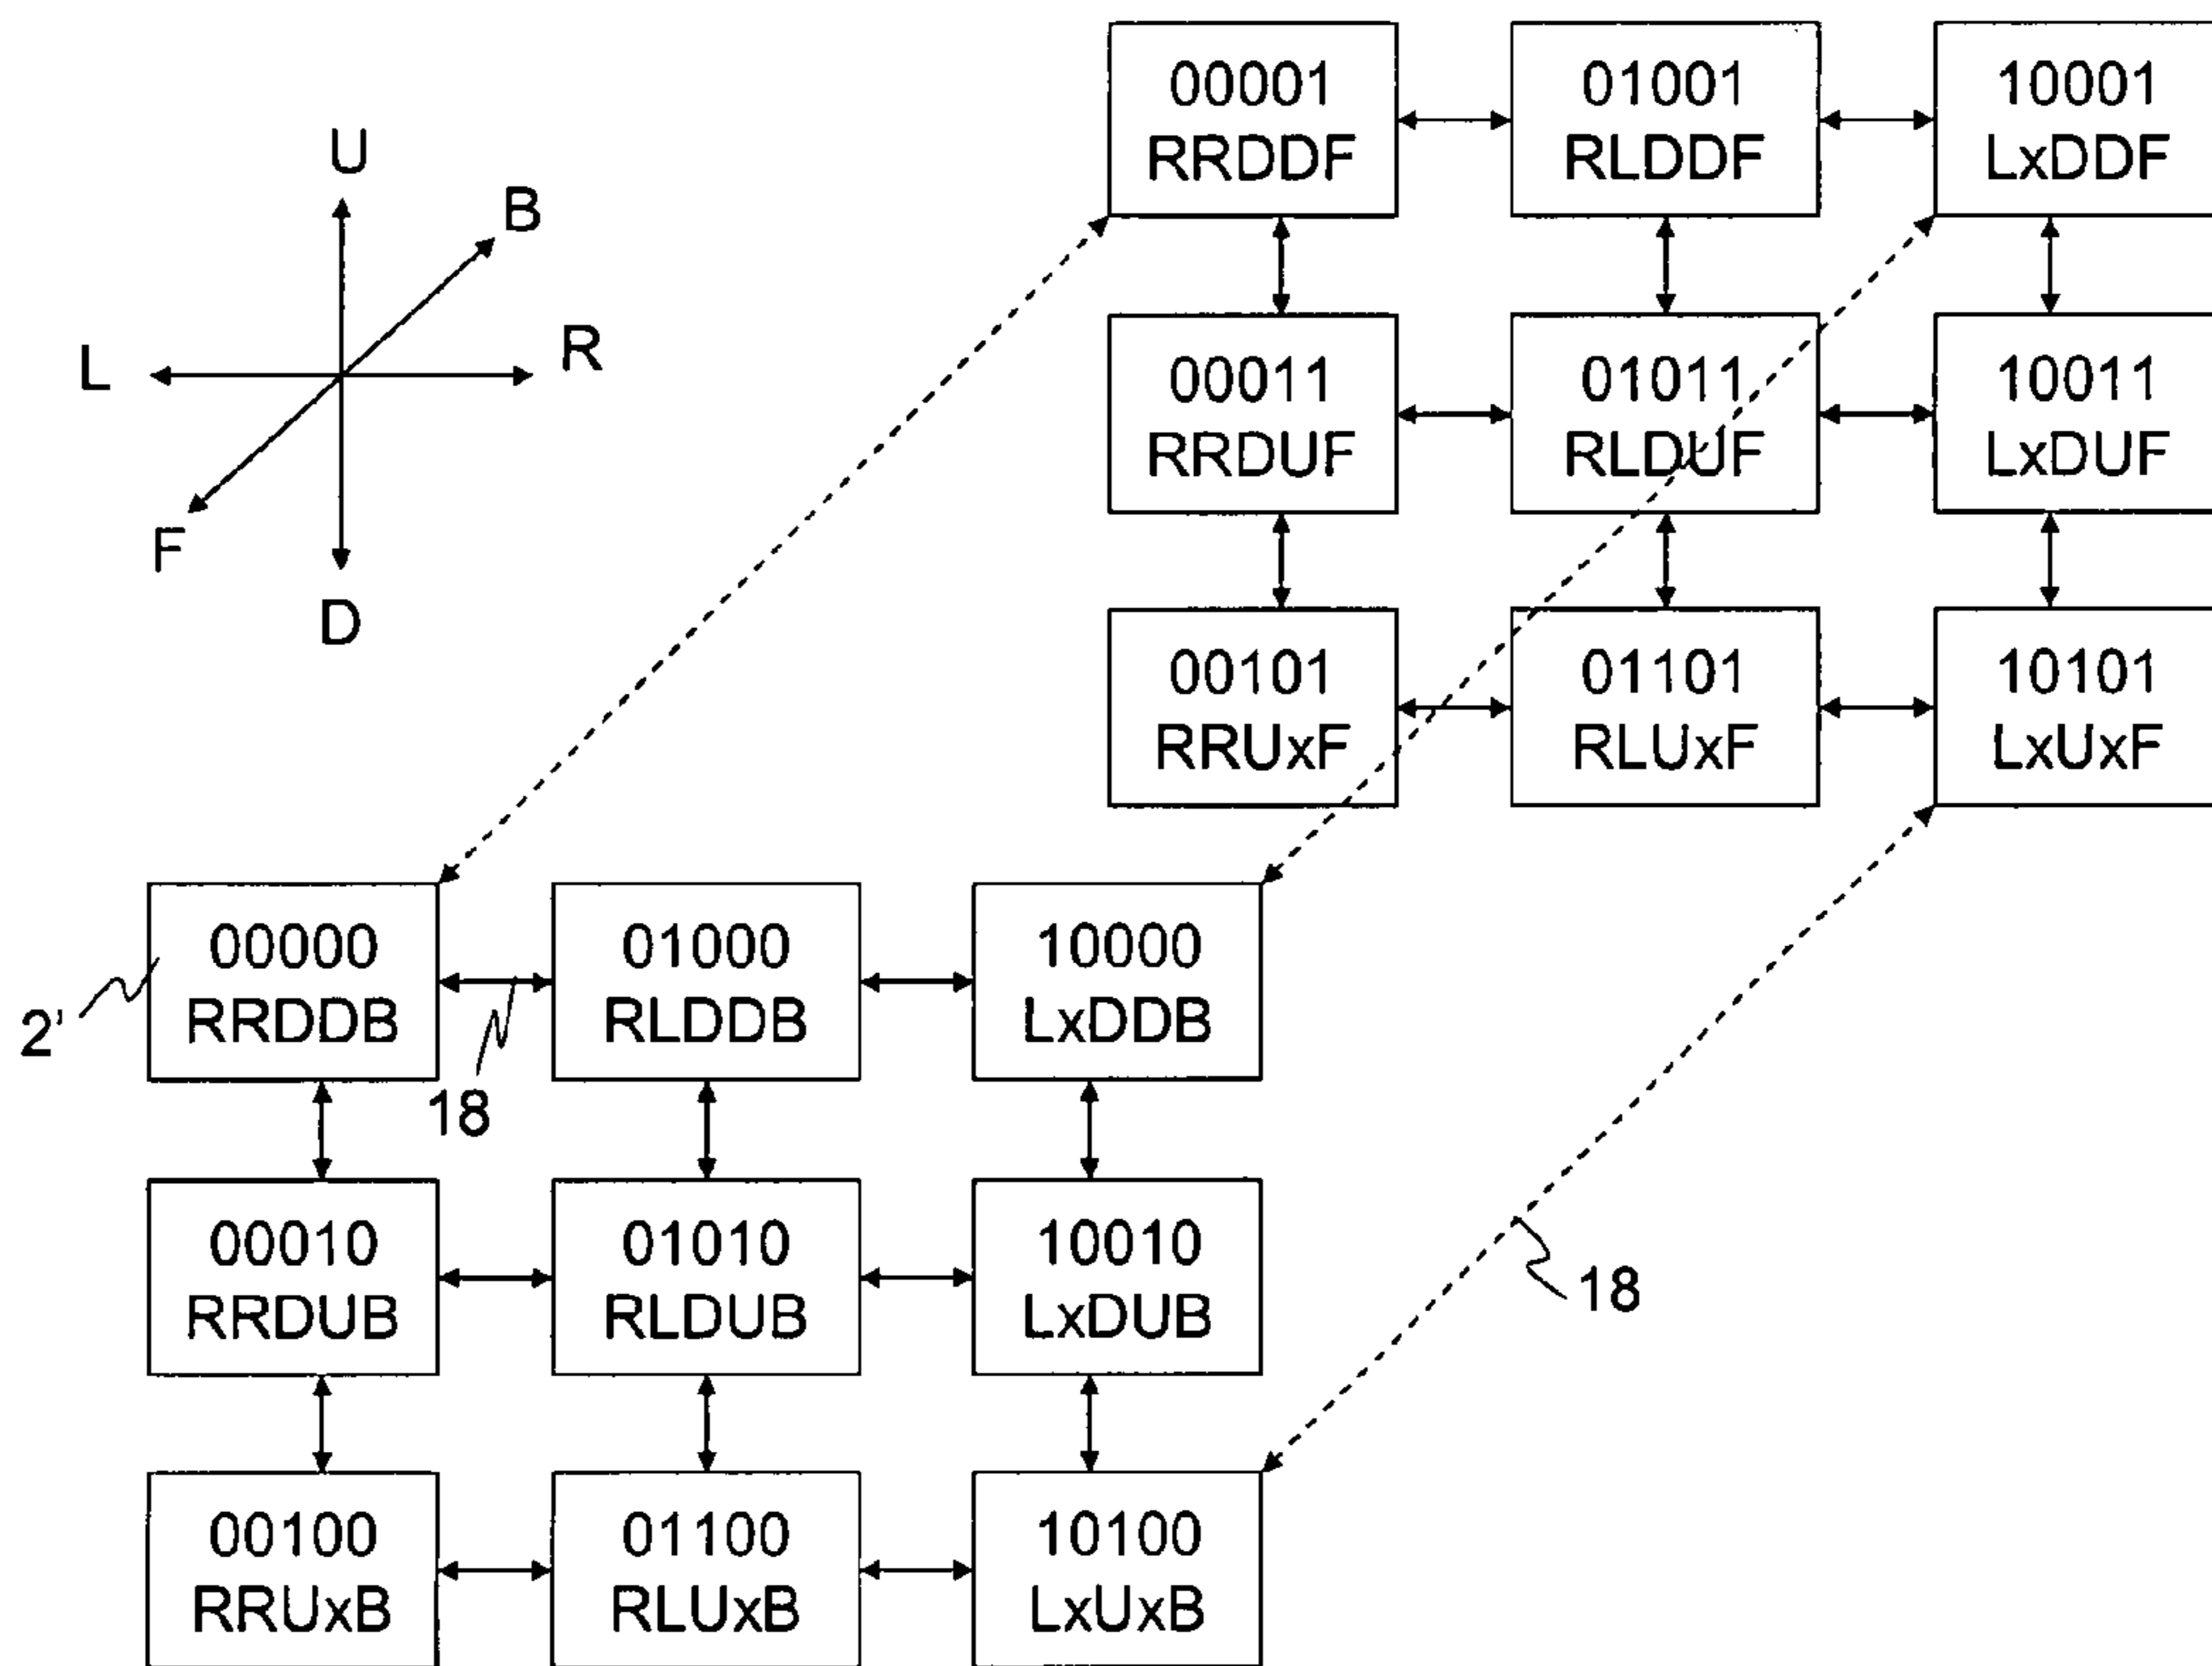 U
B
L
R
F
D
00001
RRDDF
01001
RLDDF
10001
LxDDF
00011
RRDUF
01011
RLDUF
10011
LxDUF
00101
RRUxF
01101
RLUxF
10101
LxUxF
00000
RRDDB
01000
RLDDB
10000
LxDDB
2'
18
00010
RRDUB
01010
RLDUB
10010
LxDUB
18
00100
RRUxB
01100
RLUxB
10100
LxUxB